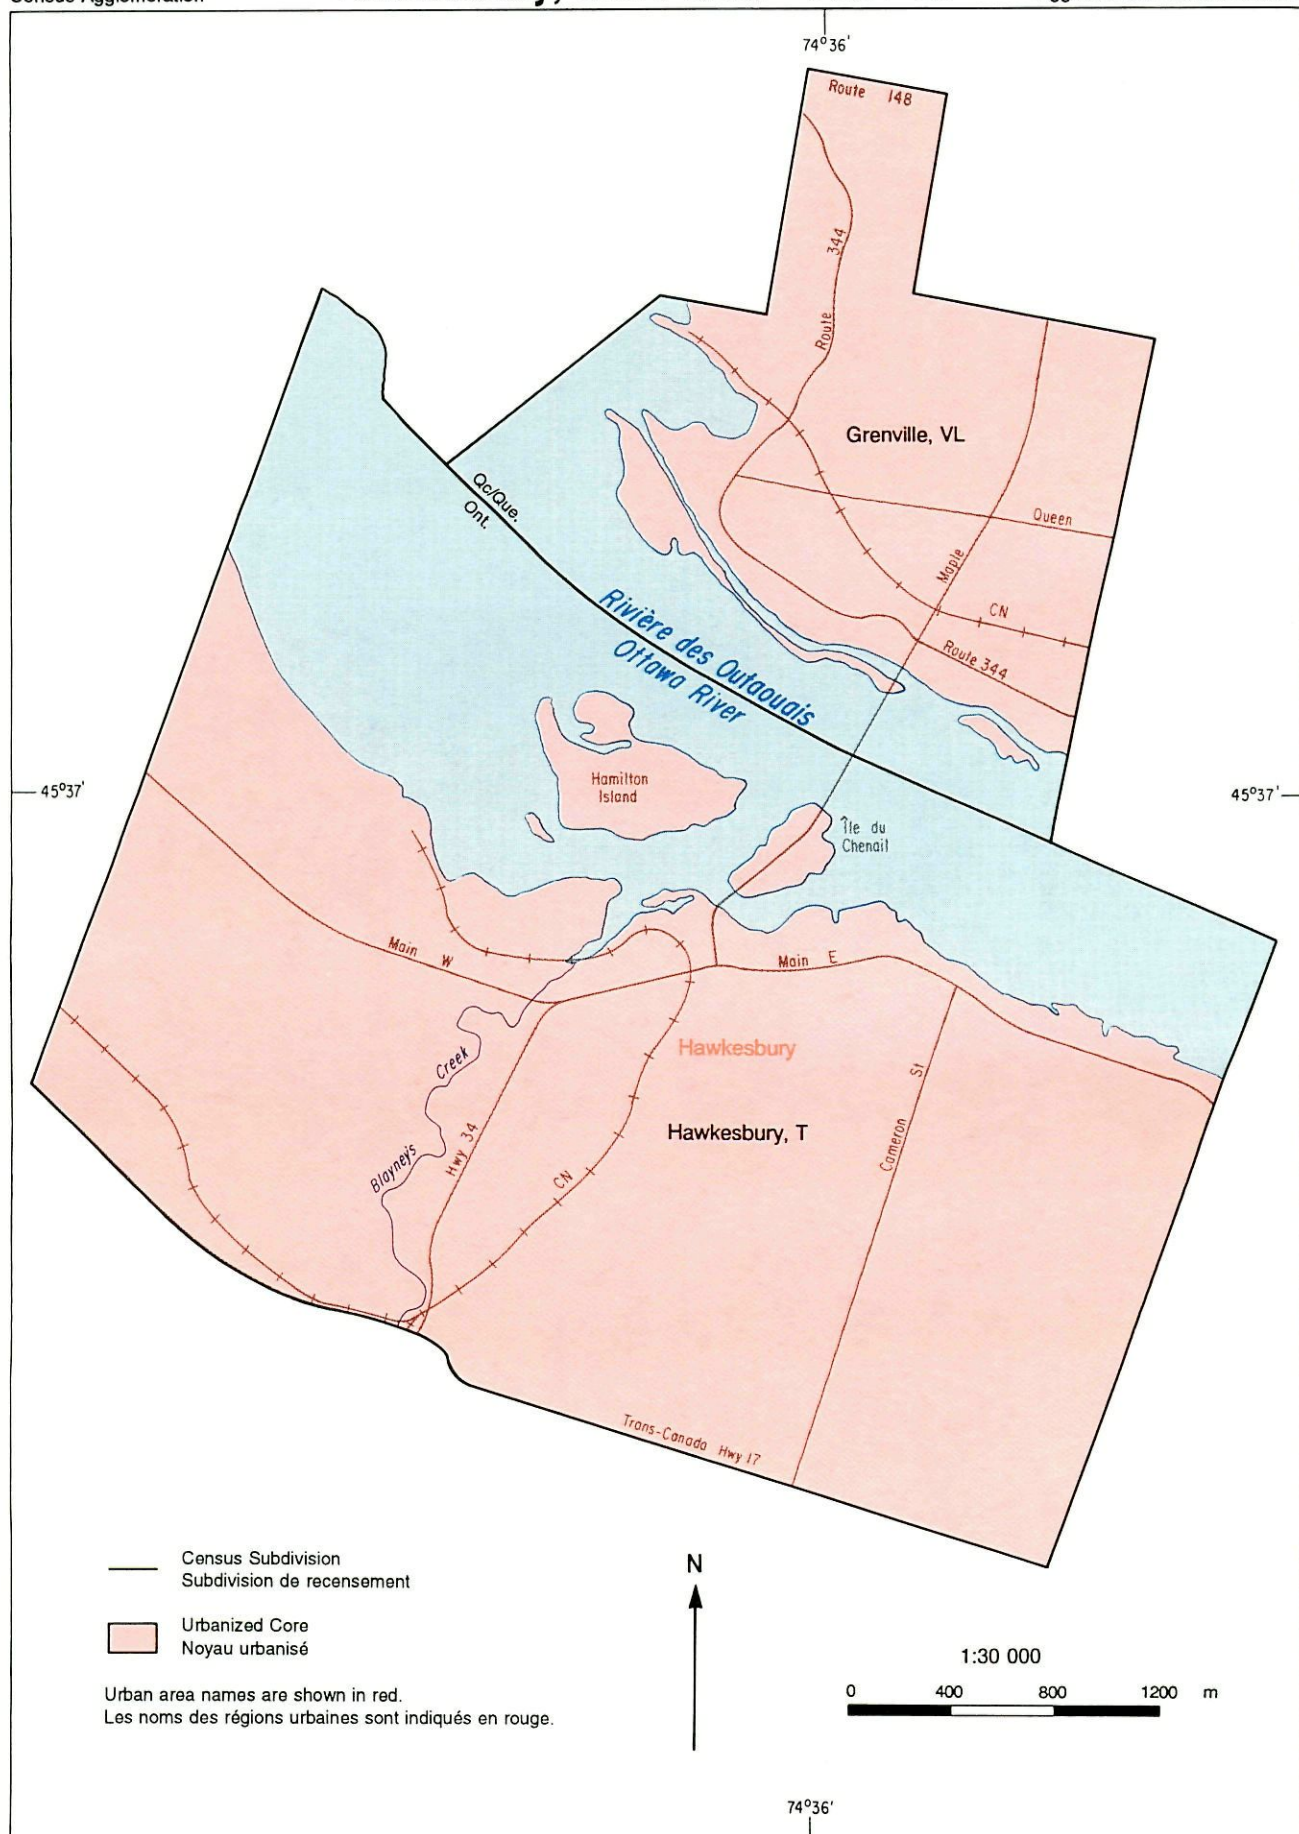 74°36'
Route 148
Route 344
Grenville, VL
Qc/Que.
Ont.
Queen
Maple
CN
Route 344
Rivière des Outaouais
Ottawa River
Hamilton
Island
45°37'
45°37'
Île du
Chenail
Main W
Main E
Hawkesbury
Creek
Blayney's
Hwy 34
CN
Cameron St
Hawkesbury, T
Trans-Canada Hwy 17
Census Subdivision
Subdivision de recensement
Urbanized Core
Noyau urbanisé
Urban area names are shown in red.
Les noms des régions urbaines sont indiqués en rouge.
N
1:30 000
0 400 800 1200 m
74°36'